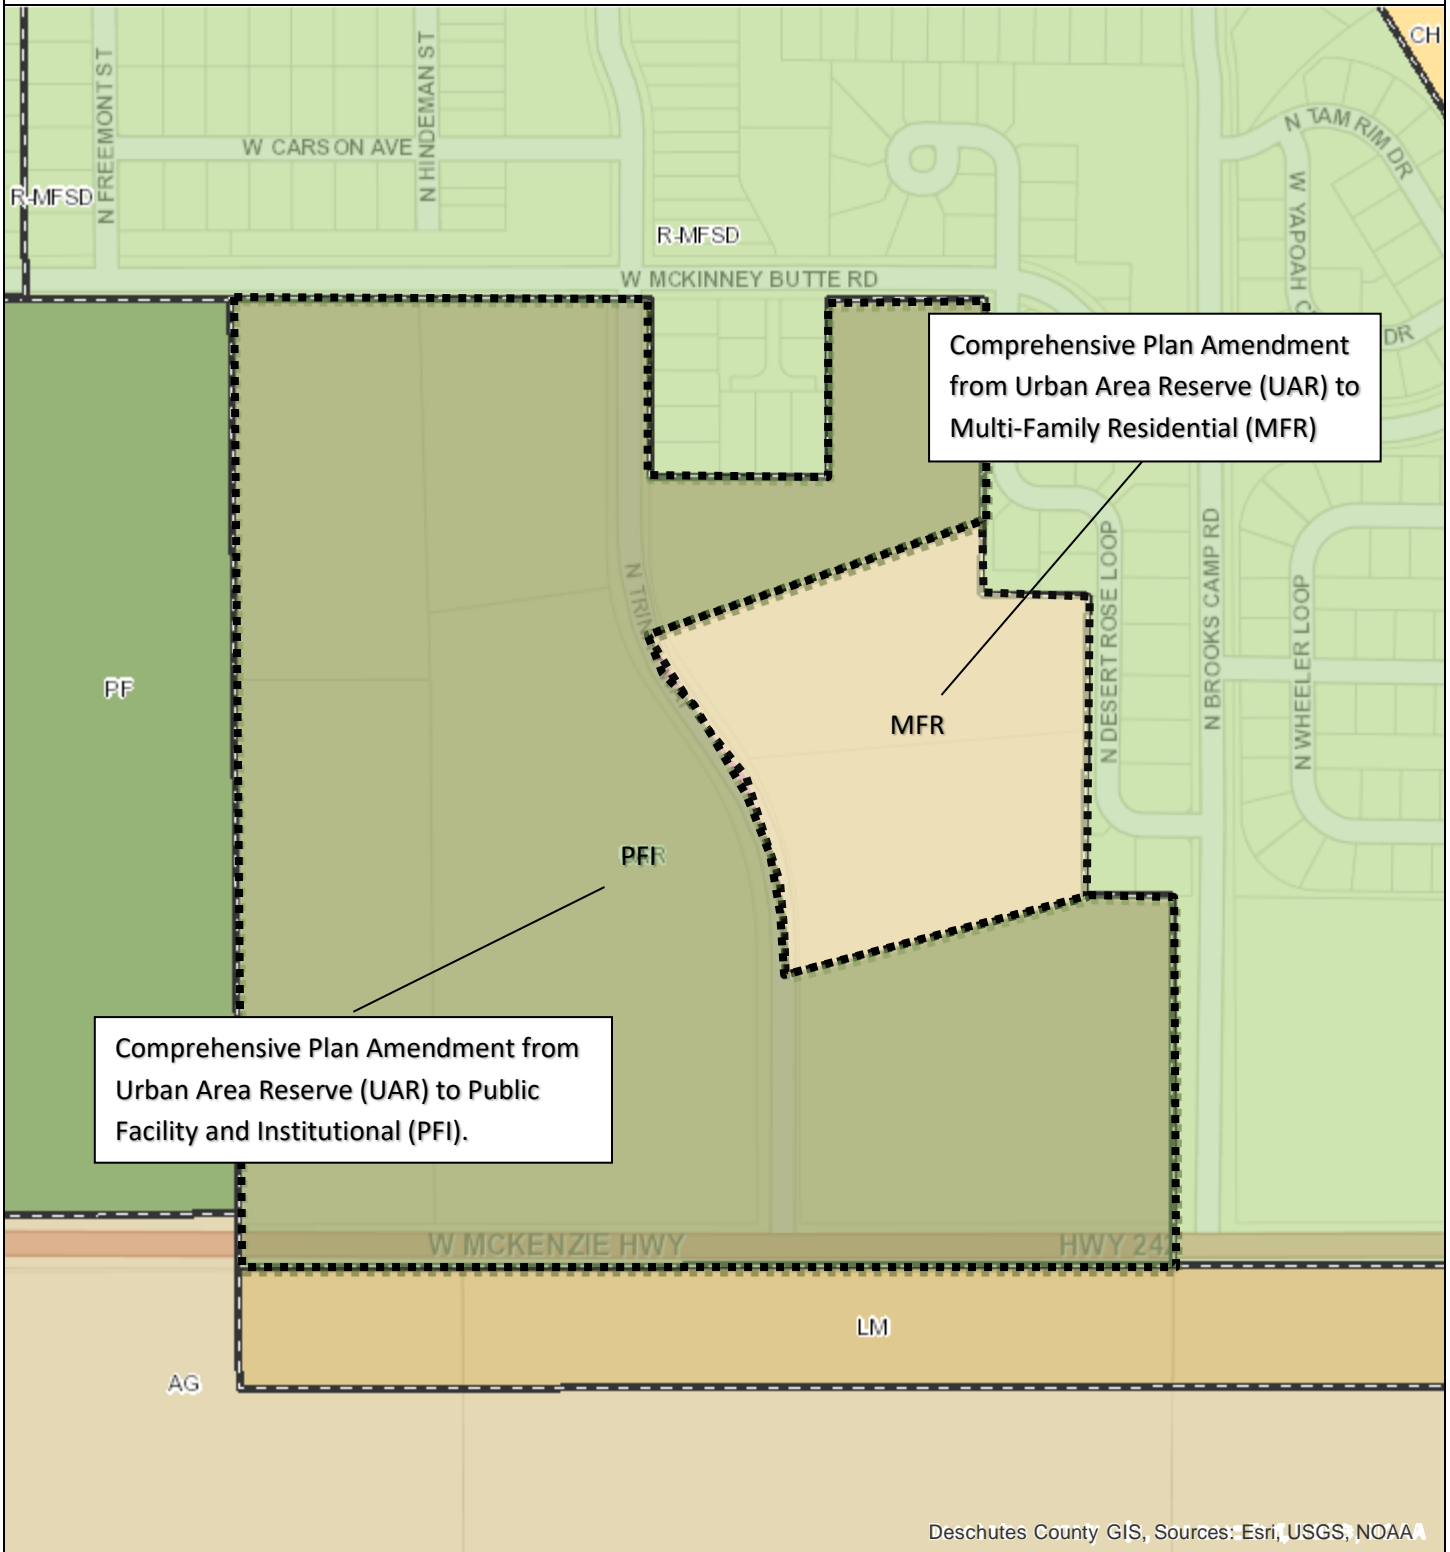 CH
N FREEMONT ST
N HINDEMAN ST
W CARSON AVE
N TAM RIM DR
R-MFSD
R-MFSD
W YAPOAH C
W MCKINNEY BUTTE RD
DR
Comprehensive Plan Amendment
from Urban Area Reserve (UAR) to
Multi-Family Residential (MFR)
N TRIN
N DESERT ROSE LOOP
N BROOKS CAMP RD
N WHEELER LOOP
PF
MFR
PFI
Comprehensive Plan Amendment from
Urban Area Reserve (UAR) to Public
Facility and Institutional (PFI).
W MCKENZIE HWY
HWY 242
LM
AG
Deschutes County GIS, Sources: Esri, USGS, NOAA